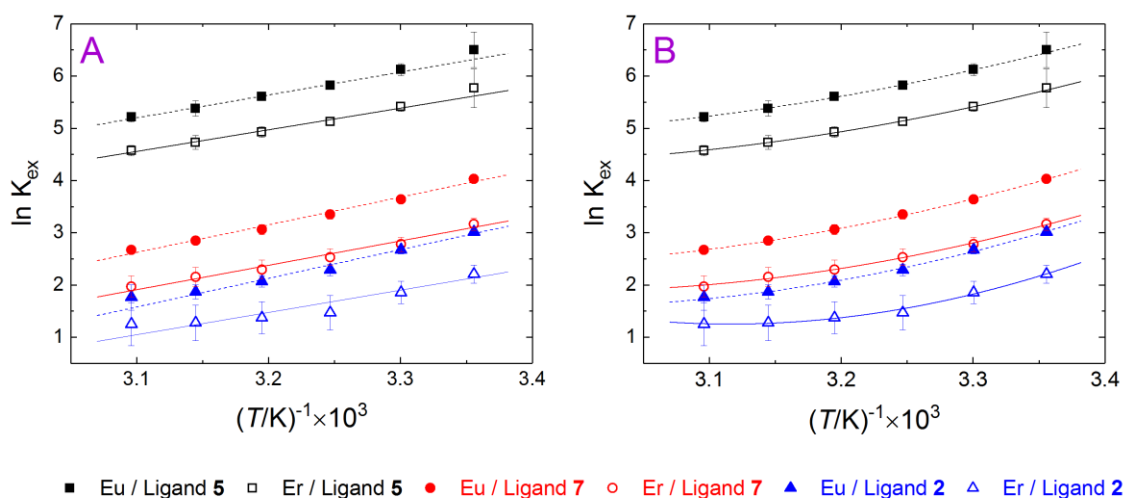 A
B
7
6
5
4
3
2
1
ln K_ex
3.1 3.2 3.3 3.4
(T/K)⁻¹×10³
7
6
5
4
3
2
1
ln K_ex
3.1 3.2 3.3 3.4
(T/K)⁻¹×10³
Eu / Ligand 5 Er / Ligand 5 Eu / Ligand 7 Er / Ligand 7 Eu / Ligand 2 Er / Ligand 2